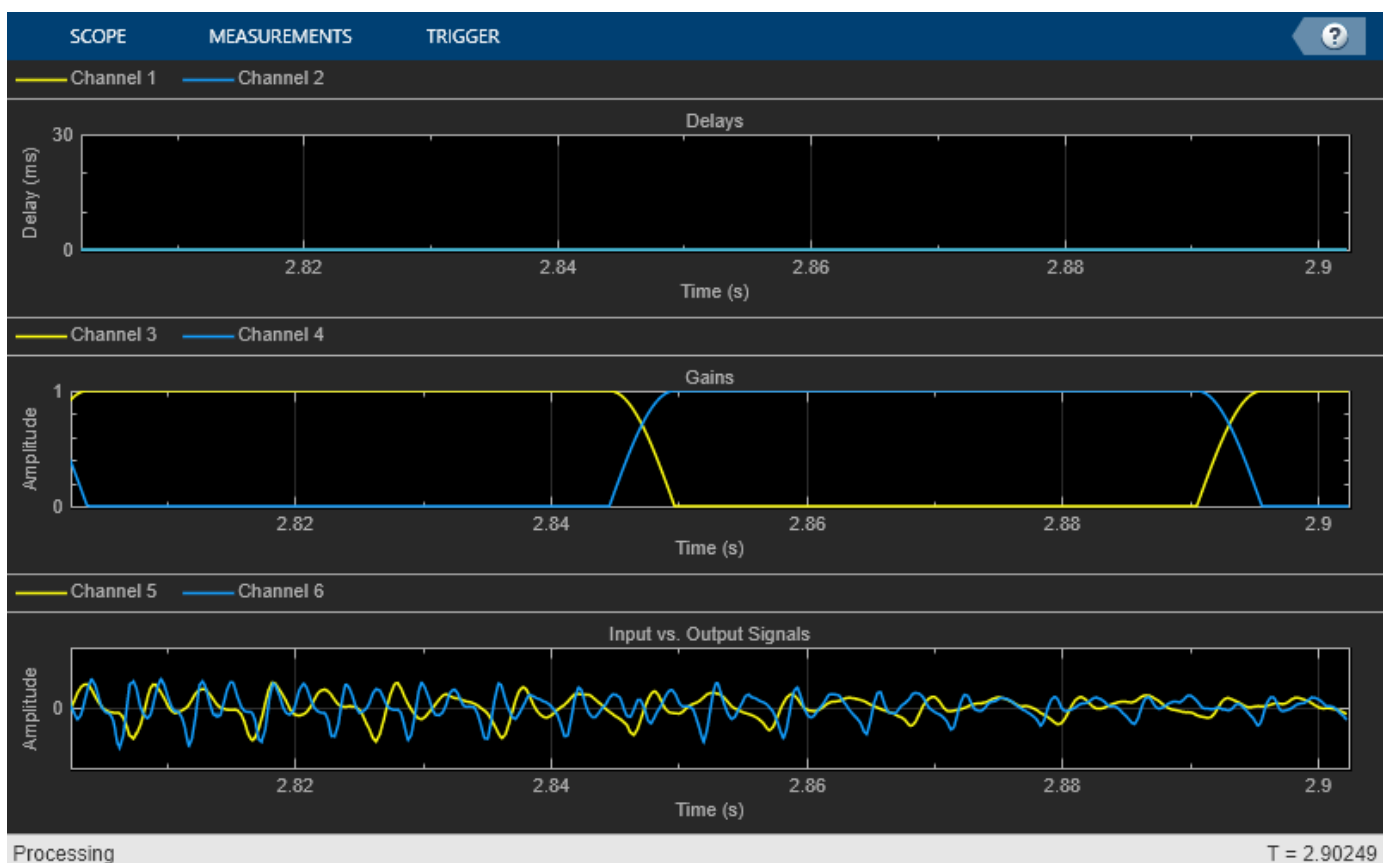 SCOPE MEASUREMENTS TRIGGER ?
Channel 1 Channel 2
Delays
30
Delay (ms)
0
2.82 2.84 2.86 2.88 2.9
Time (s)
Channel 3 Channel 4
Gains
1
Amplitude
0
2.82 2.84 2.86 2.88 2.9
Time (s)
Channel 5 Channel 6
Input vs. Output Signals
Amplitude
0
2.82 2.84 2.86 2.88 2.9
Time (s)
Processing T = 2.90249